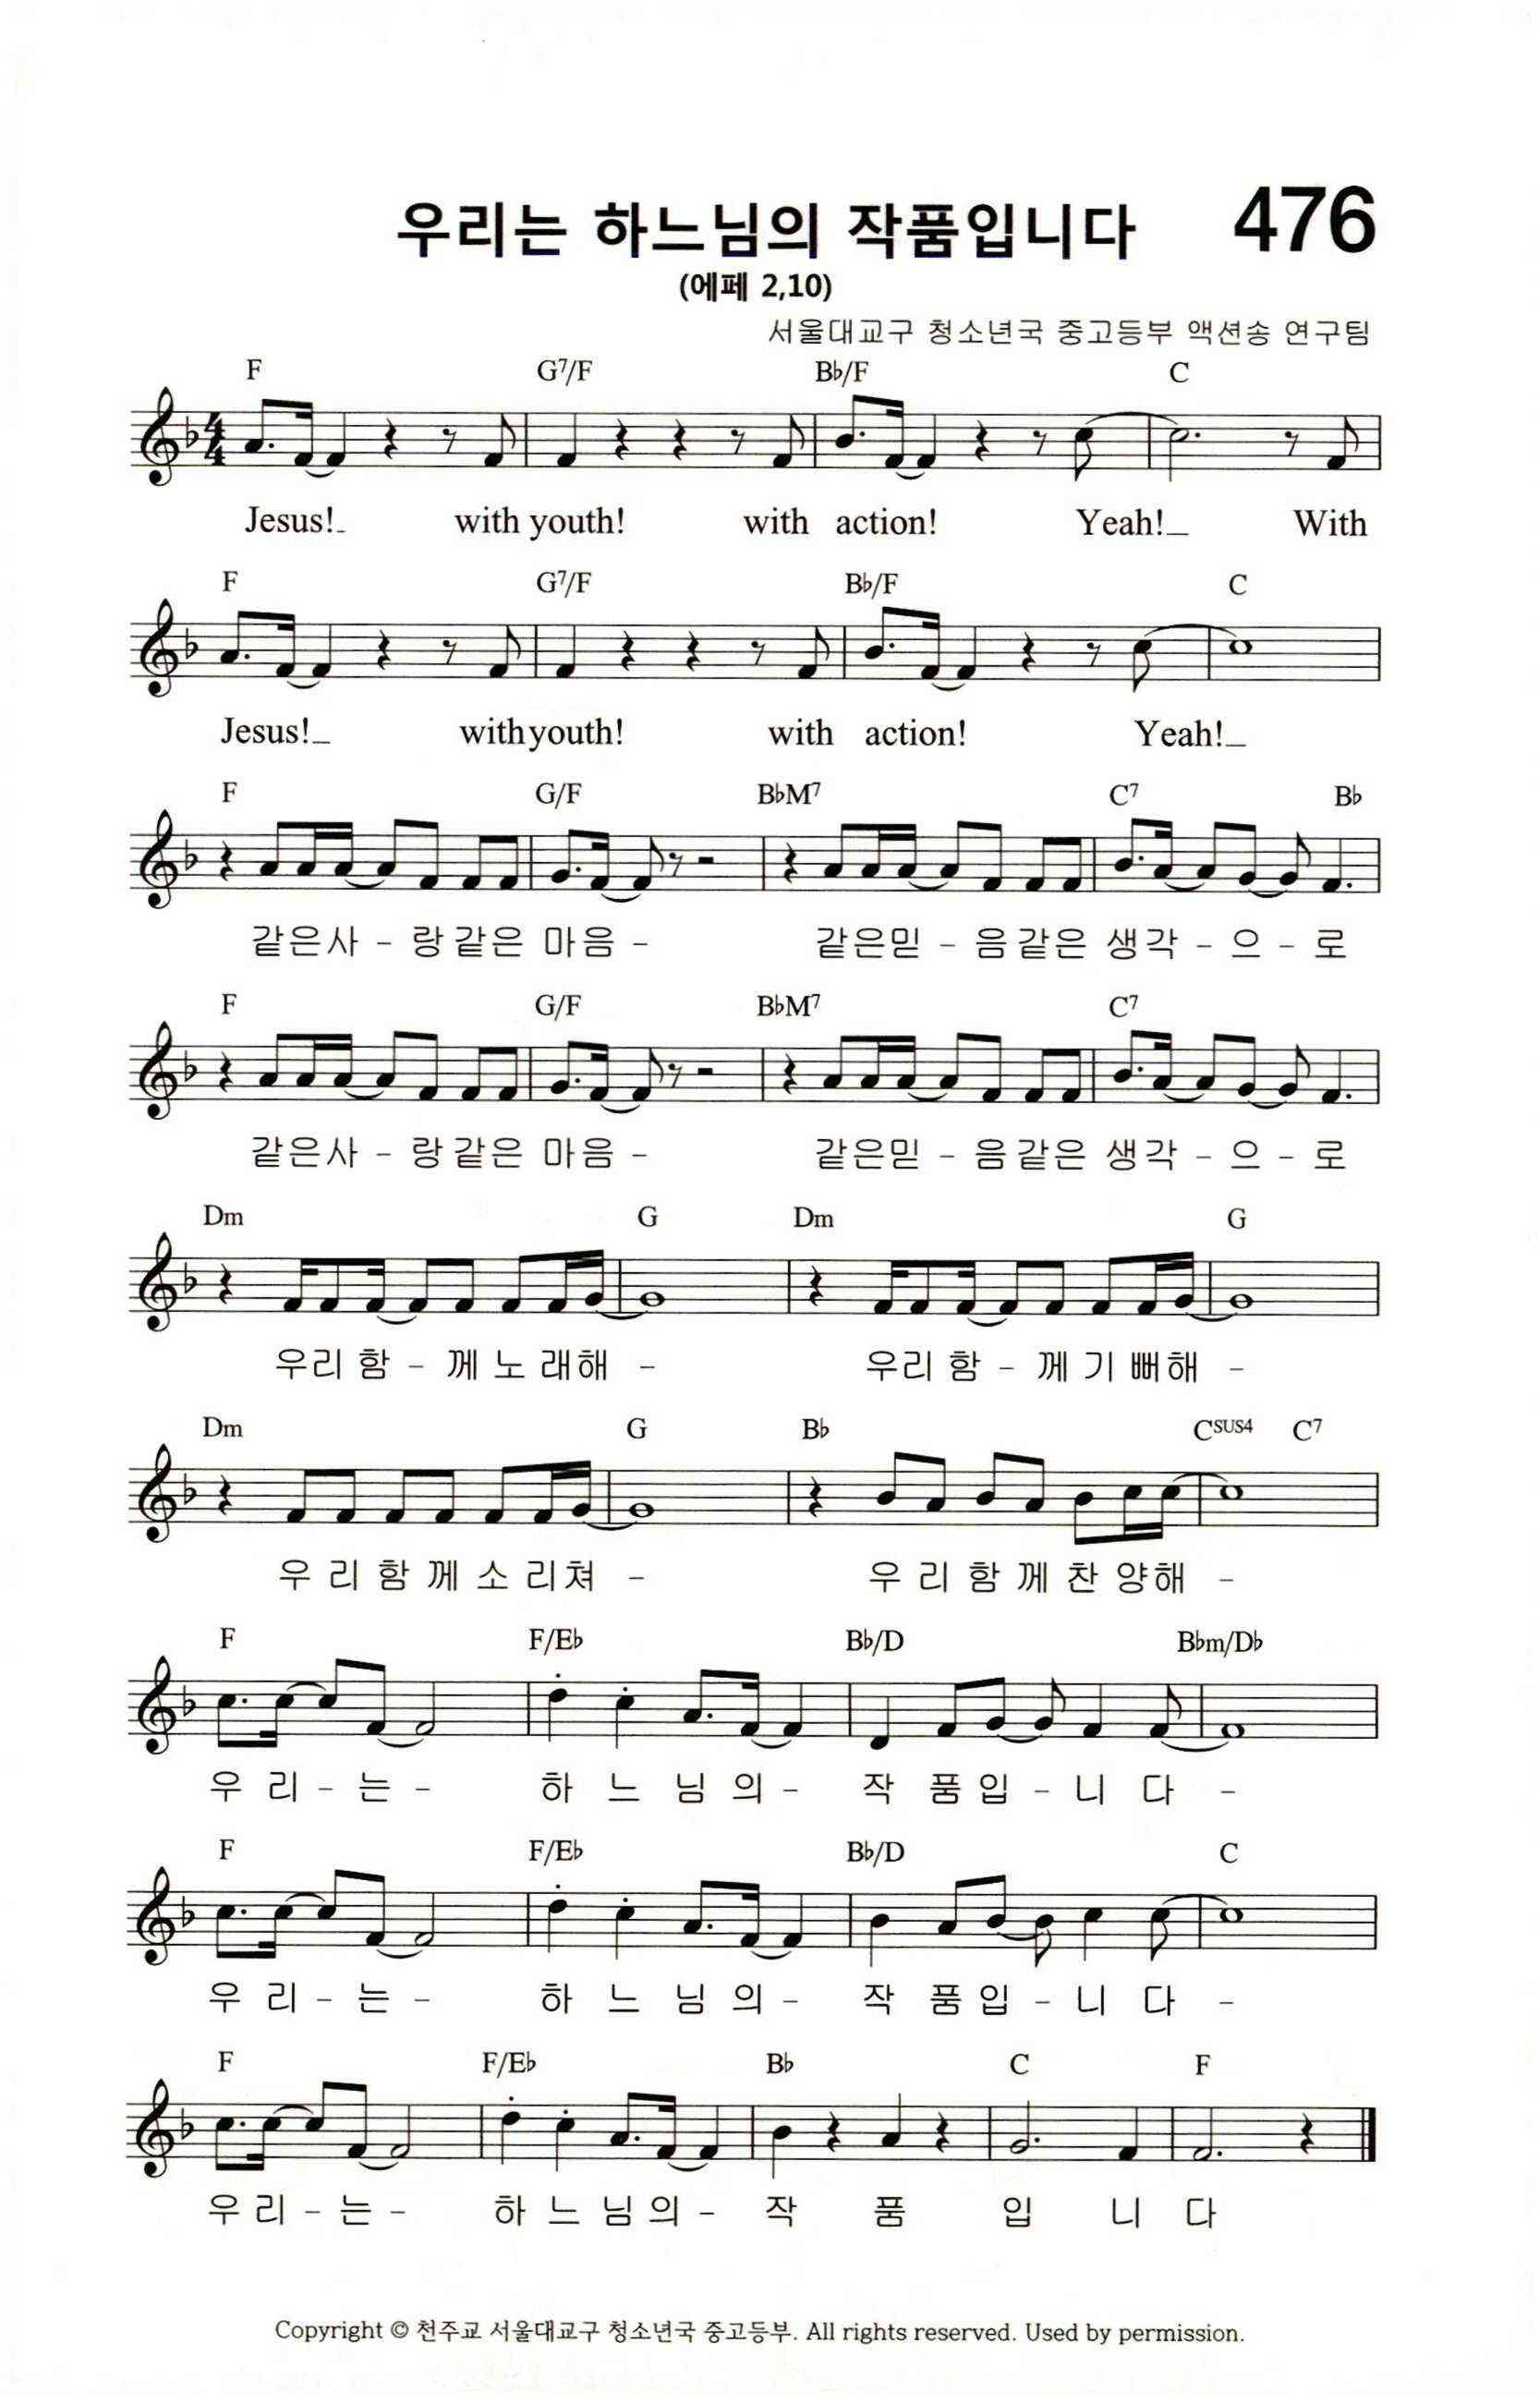 우리는 하느님의 작품입니다 476
(에페 2,10)
서울대교구 청소년국 중고등부 액션송 연구팀
F G7/F B♭/F C
Jesus! with youth! with action! Yeah! With
F G7/F B♭/F C
Jesus! with youth! with action! Yeah!
F G/F B♭M7 C7 B♭
같은사 - 랑같은 마음 - 같은믿 - 음같은 생각 - 으 - 로
F G/F B♭M7 C7
같은사 - 랑같은 마음 - 같은믿 - 음같은 생각 - 으 - 로
Dm G Dm G
우리 함 - 께 노 래해 - 우리 함 - 께 기 뻐해 -
Dm G B♭ Csus4 C7
우 리 함 께 소 리쳐 - 우 리 함 께 찬 양해 -
F F/E♭ B♭/D B♭m/D♭
우 리 - 는 - 하 느 님 의 - 작 품입 - 니 다 -
F F/E♭ B♭/D C
우 리 - 는 - 하 느 님 의 - 작 품입 - 니 다 -
F F/E♭ B♭ C F
우 리 - 는 - 하 느 님 의 - 작 품 입 니 다
Copyright © 천주교 서울대교구 청소년국 중고등부. All rights reserved. Used by permission.